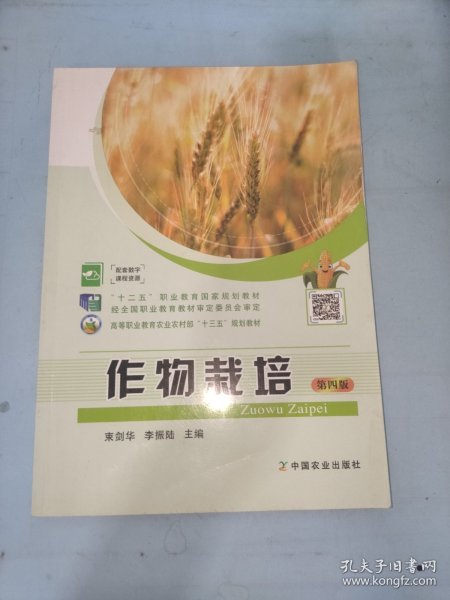 配套数字
课程资源
“十二五”职业教育国家规划教材
经全国职业教育教材审定委员会审定
高等职业教育农业农村部“十三五”规划教材
作物栽培
第四版
Zuowu Zaipei
束剑华 李振陆 主编
中国农业出版社
孔夫子旧书网
www.kongfz.com